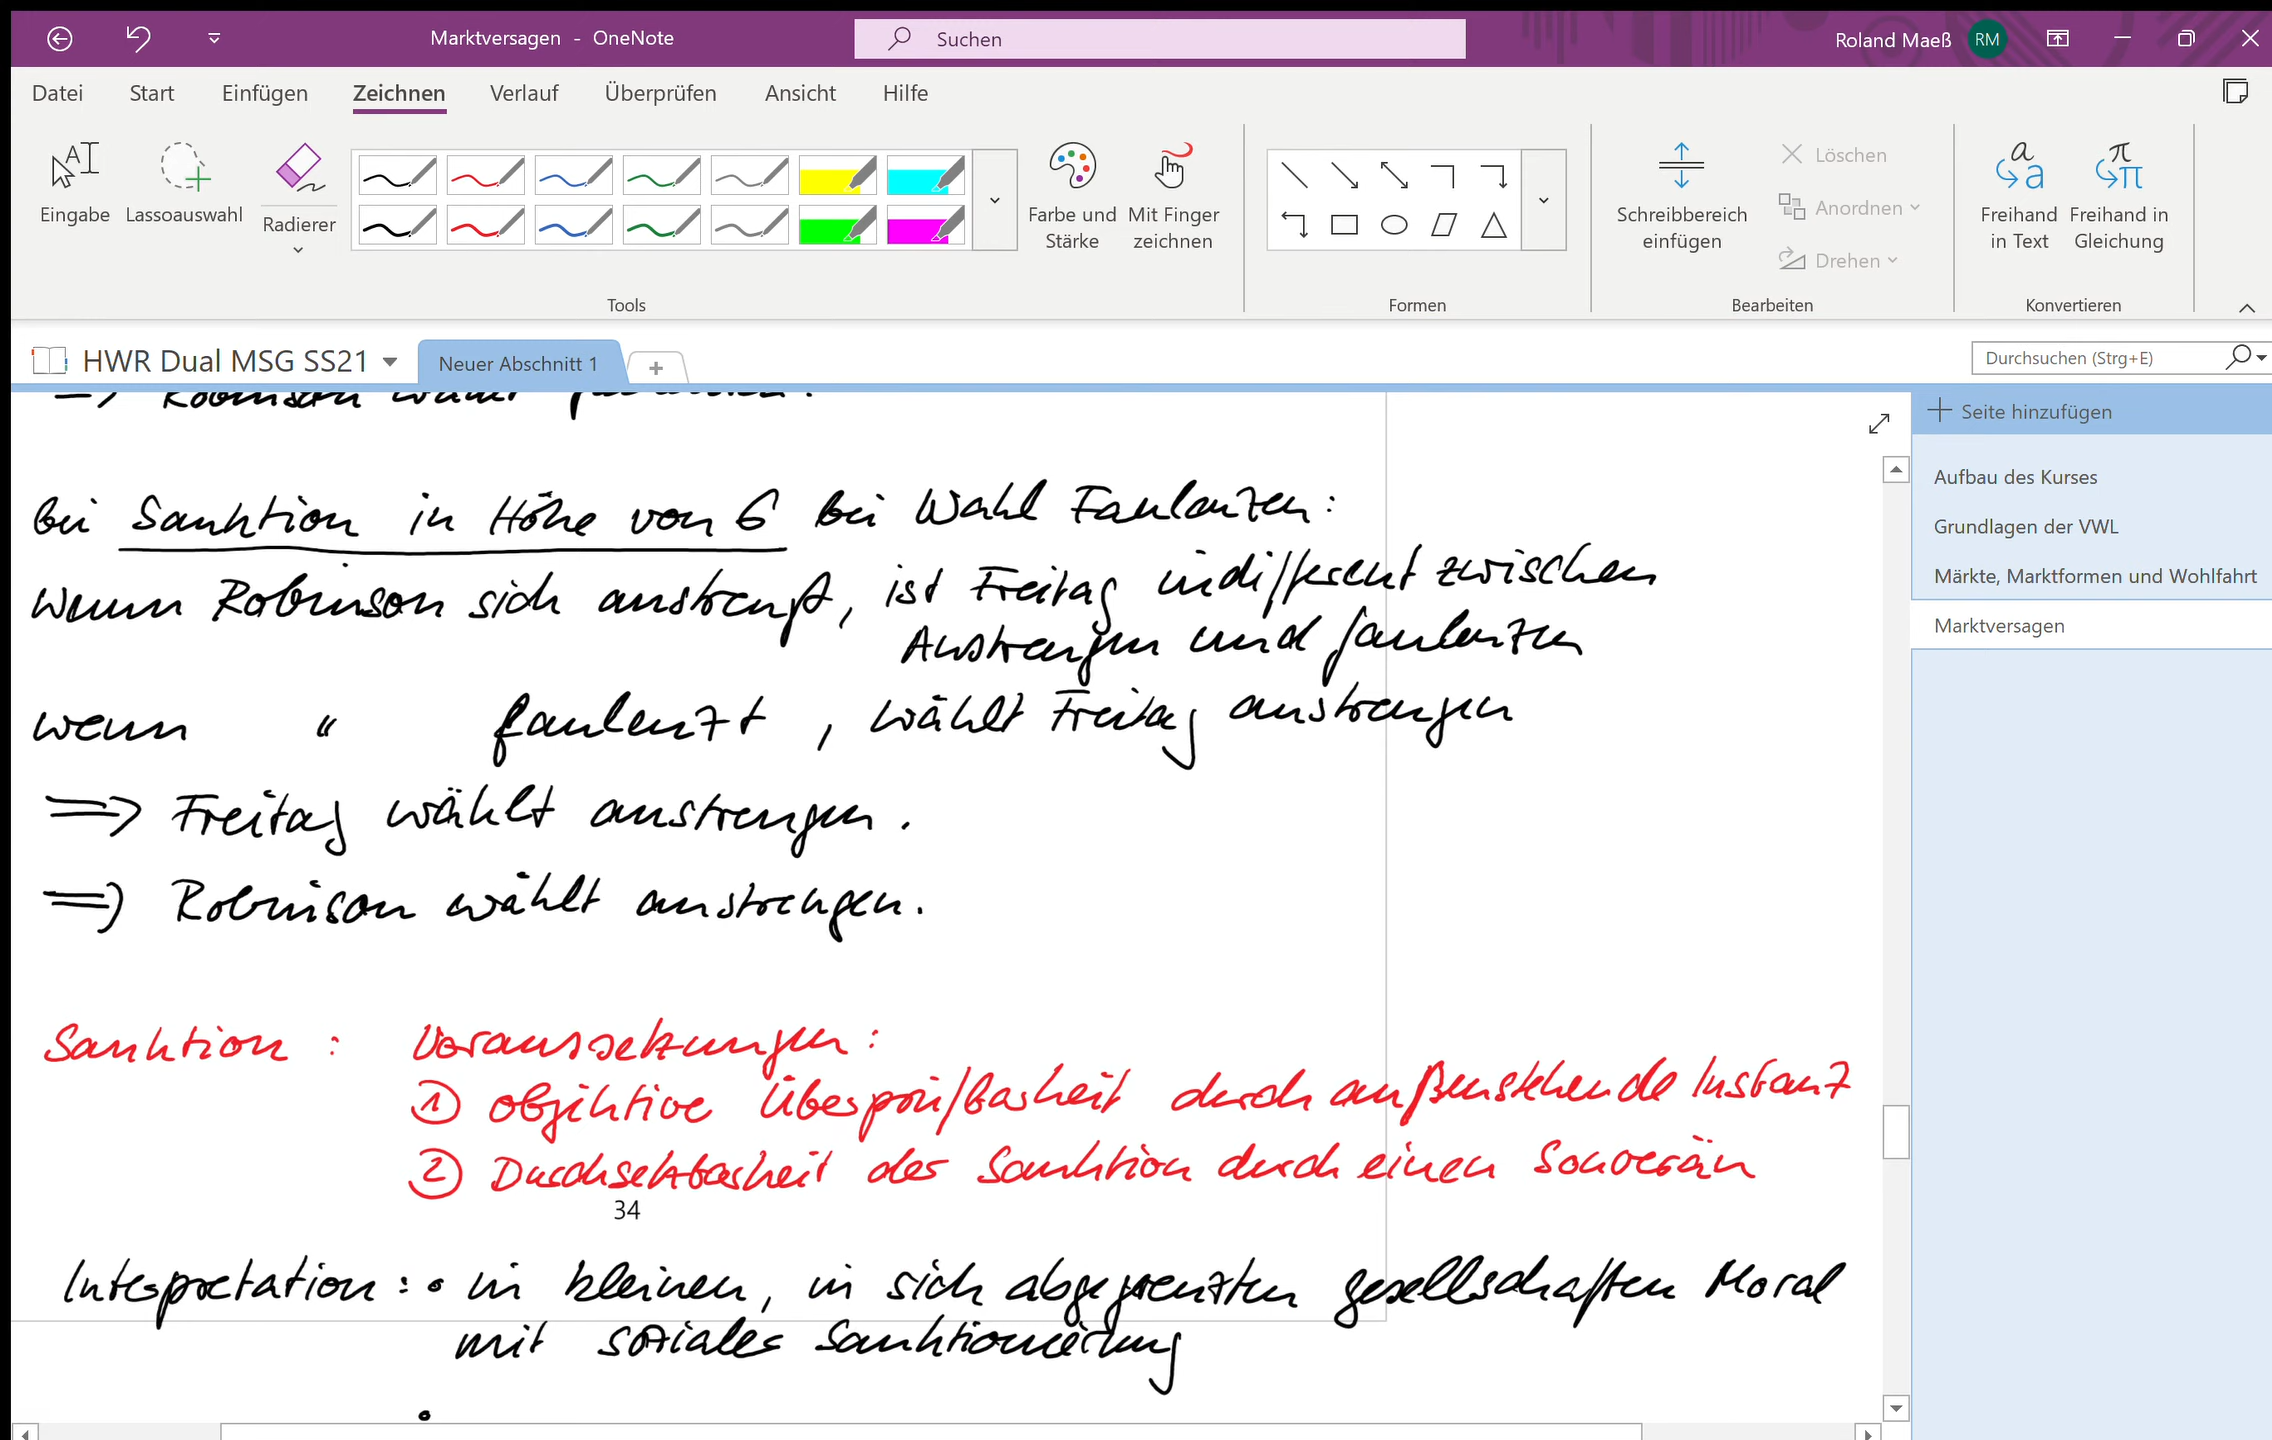 Marktversagen - OneNote
Suchen
Roland Maeß RM
Datei Start Einfügen Zeichnen Verlauf Überprüfen Ansicht Hilfe
Eingabe
Lassoauswahl
Radierer
Farbe und Stärke
Mit Finger zeichnen
Schreibbereich einfügen
Löschen
Anordnen
Drehen
a a
Freihand in Text
π π
Freihand in Gleichung
Tools Formen Bearbeiten Konvertieren
HWR Dual MSG SS21
Neuer Abschnitt 1
Durchsuchen (Strg+E)
Seite hinzufügen
Aufbau des Kurses
Grundlagen der VWL
Märkte, Marktformen und Wohlfahrt
Marktversagen
=> Robinson wählt faulenzen.
bei Sanktion in Höhe von 6 bei Wahl Faulenzen:
wenn Robinson sich anstrengt, ist Freitag indifferent zwischen
Anstrengen und faulenzen
wenn " faulenzt, wählt Freitag anstrengen
=> Freitag wählt anstrengen.
=> Robinson wählt anstrengen.
Sanktion: Voraussetzungen:
① objektive Überprüfbarkeit durch außenstehende Instanz
② Durchsetzbarkeit der Sanktion durch einen Souverän
34
Interpretation: • in kleinen, in sich abgegrenzten Gesellschaften Moral
mit sozialer Sanktionierung
•